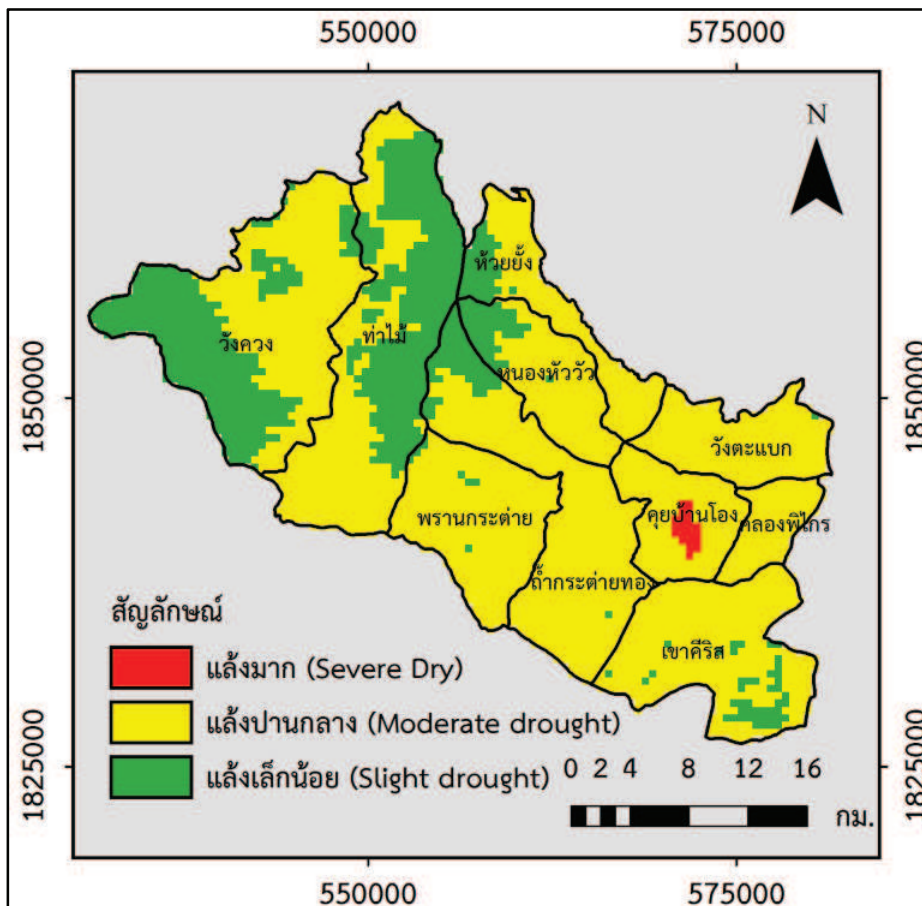 550000 575000
N
ห้วยยั้ง
วังควง ท่าไม้
หนองหัววัว
1850000 1850000
วังตะแบก
พรานกระต่าย คุยบ้านโอง คลองพิไกร
ถ้ำกระต่ายทอง
สัญลักษณ์
เขาคีริส
แล้งมาก (Severe Dry)
แล้งปานกลาง (Moderate drought)
แล้งเล็กน้อย (Slight drought)
0 2 4 8 12 16
กม.
1825000 1825000
550000 575000